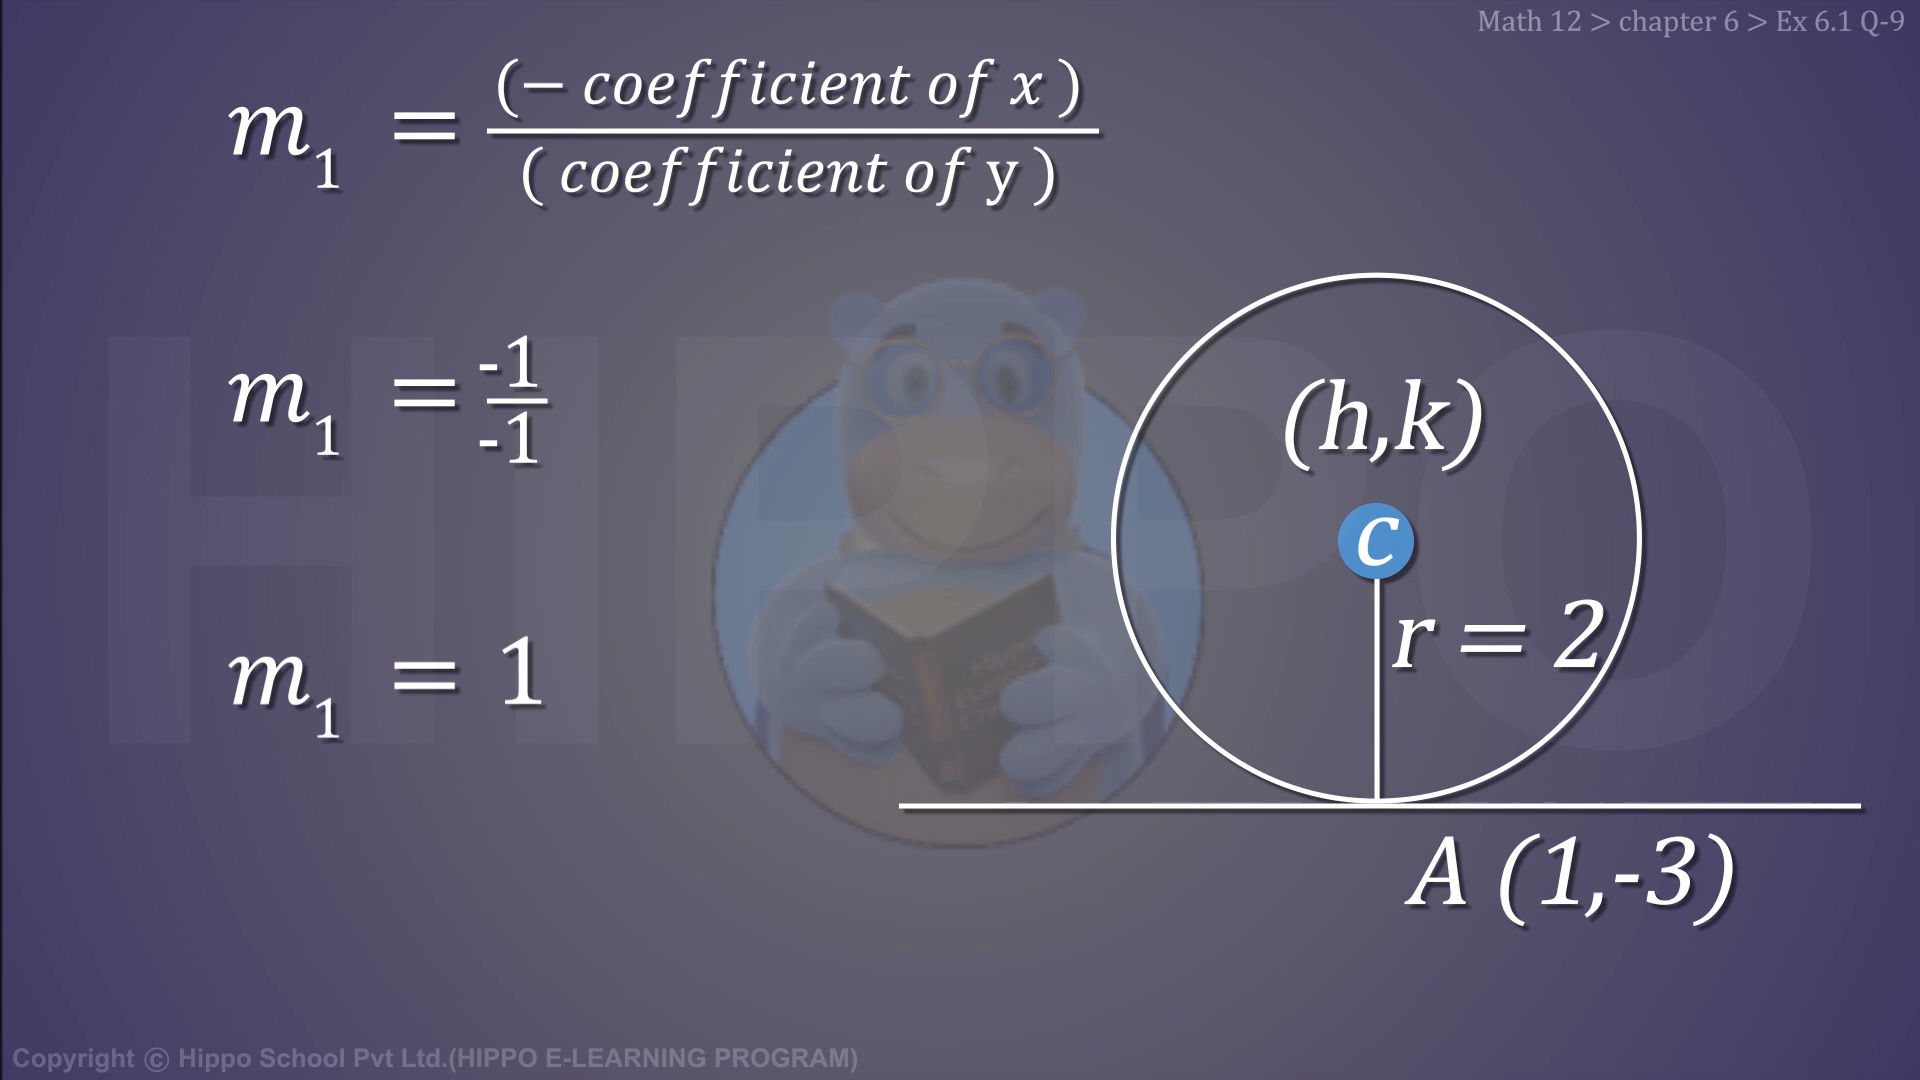 Math 12 > chapter 6 > Ex 6.1 Q-9
m₁ = (− coefficient of x ) / ( coefficient of y )
m₁ = -1 / -1
m₁ = 1
(h,k)
C
r = 2
A (1,-3)
HIPPO
Copyright © Hippo School Pvt Ltd.(HIPPO E-LEARNING PROGRAM)